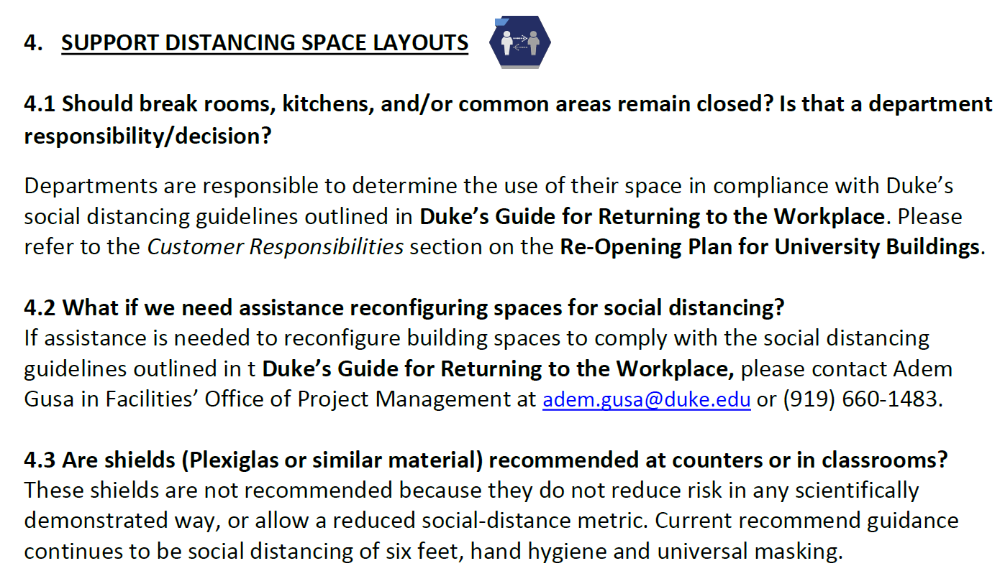 4. SUPPORT DISTANCING SPACE LAYOUTS
4.1 Should break rooms, kitchens, and/or common areas remain closed? Is that a department
responsibility/decision?
Departments are responsible to determine the use of their space in compliance with Duke’s
social distancing guidelines outlined in Duke’s Guide for Returning to the Workplace. Please
refer to the Customer Responsibilities section on the Re-Opening Plan for University Buildings.
4.2 What if we need assistance reconfiguring spaces for social distancing?
If assistance is needed to reconfigure building spaces to comply with the social distancing
guidelines outlined in t Duke’s Guide for Returning to the Workplace, please contact Adem
Gusa in Facilities’ Office of Project Management at adem.gusa@duke.edu or (919) 660-1483.
4.3 Are shields (Plexiglas or similar material) recommended at counters or in classrooms?
These shields are not recommended because they do not reduce risk in any scientifically
demonstrated way, or allow a reduced social-distance metric. Current recommend guidance
continues to be social distancing of six feet, hand hygiene and universal masking.